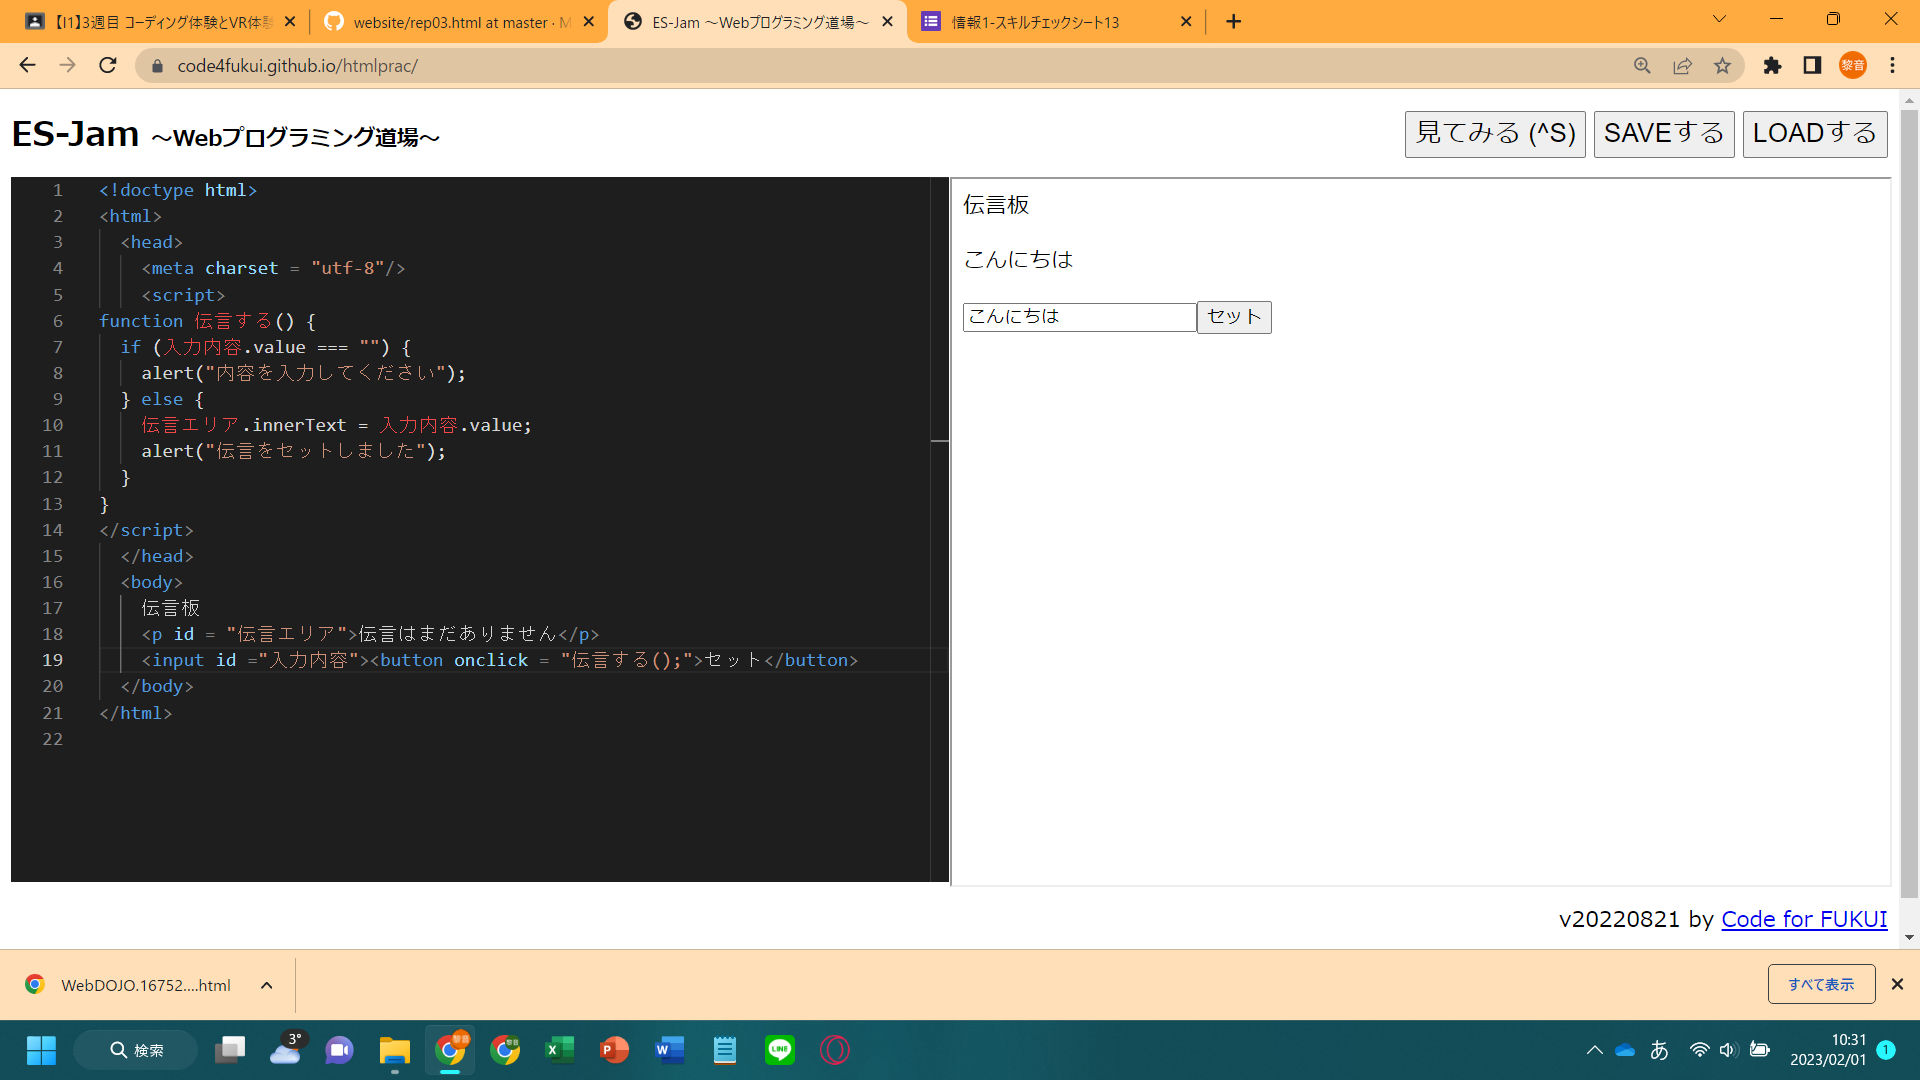 【I1】3週目 コーディング体験とVR体験
website/rep03.html at master · M
ES-Jam ～Webプログラミング道場～
情報1-スキルチェックシート13
code4fukui.github.io/htmlprac/
黎音
ES-Jam ～Webプログラミング道場～
見てみる (^S)
SAVEする
LOADする
1 <!doctype html>
2 <html>
3 <head>
4 <meta charset = "utf-8"/>
5 <script>
6 function 伝言する() {
7 if (入力内容.value === "") {
8 alert("内容を入力してください");
9 } else {
10 伝言エリア.innerText = 入力内容.value;
11 alert("伝言をセットしました");
12 }
13 }
14 </script>
15 </head>
16 <body>
17 伝言板
18 <p id = "伝言エリア">伝言はまだありません</p>
19 <input id ="入力内容"><button onclick = "伝言する();">セット</button>
20 </body>
21 </html>
22
伝言板
こんにちは
こんにちは セット
v20220821 by Code for FUKUI
WebDOJO.16752....html
すべて表示
検索
3°
あ
10:31
2023/02/01
1